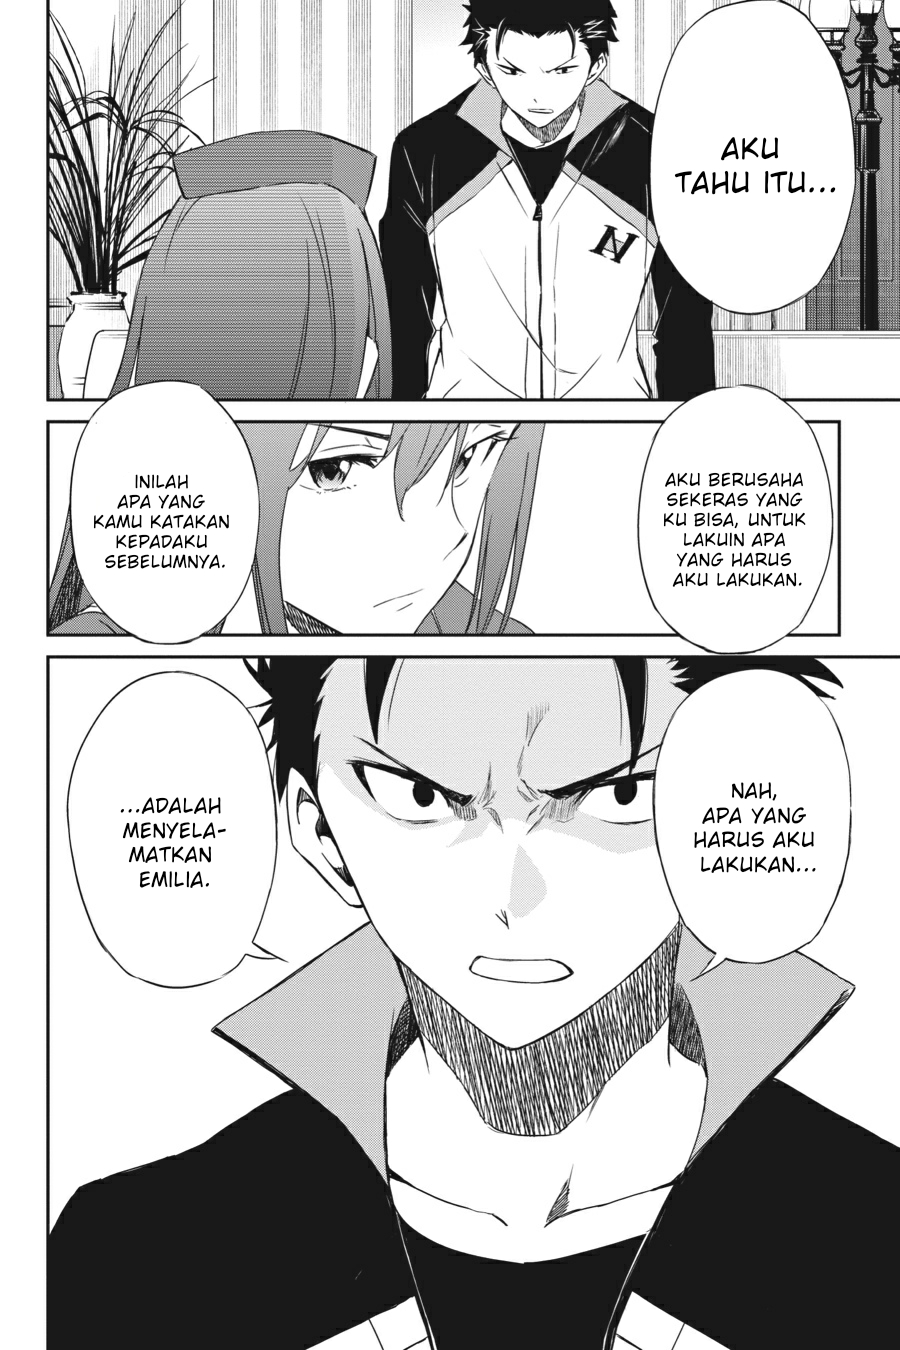 AKU
TAHU ITU...
AKU BERUSAHA
SEKERAS YANG
KU BISA, UNTUK
LAKUIN APA
YANG HARUS
AKU LAKUKAN.
INILAH
APA YANG
KAMU KATAKAN
KEPADAKU
SEBELUMNYA.
NAH,
APA YANG
HARUS AKU
LAKUKAN...
...ADALAH
MENYELA-
MATKAN
EMILIA.